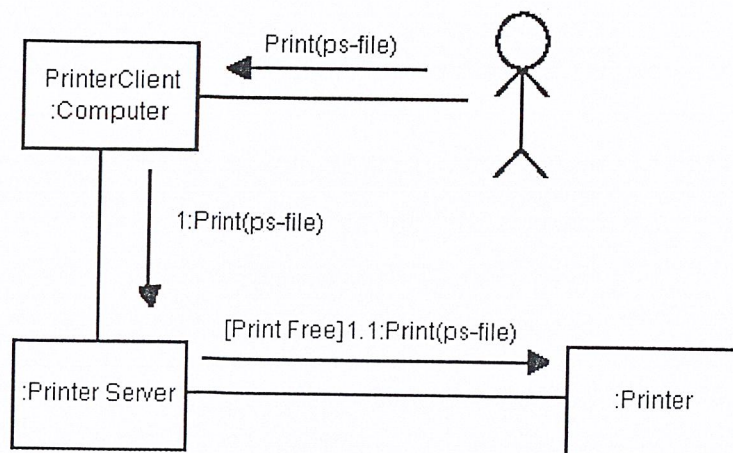 Print(ps-file)
PrinterClient
:Computer
1:Print(ps-file)
[Print Free]1.1:Print(ps-file)
:Printer Server
:Printer